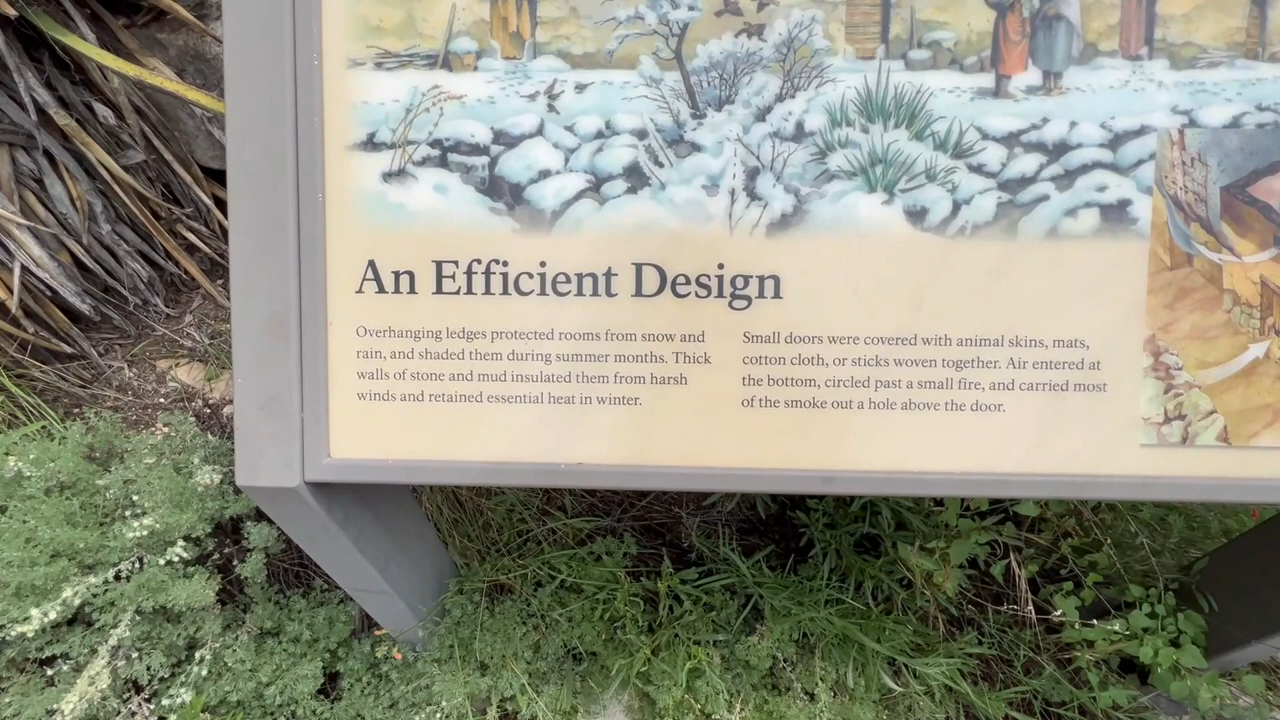 An Efficient Design
Overhanging ledges protected rooms from snow and
rain, and shaded them during summer months. Thick
walls of stone and mud insulated them from harsh
winds and retained essential heat in winter.
Small doors were covered with animal skins, mats,
cotton cloth, or sticks woven together. Air entered at
the bottom, circled past a small fire, and carried most
of the smoke out a hole above the door.